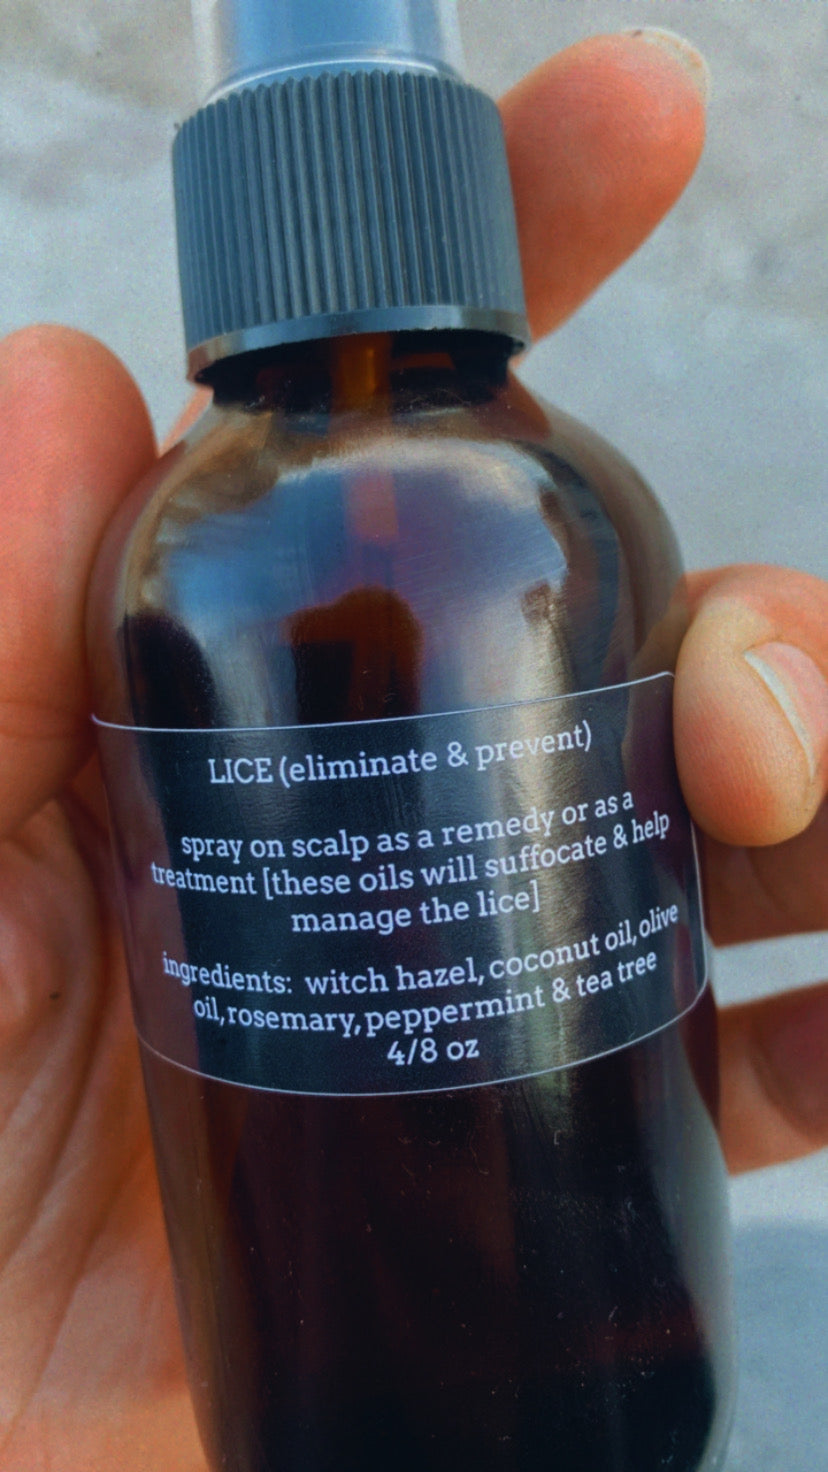 LICE (eliminate & prevent)
spray on scalp as a remedy or as a
treatment [these oils will suffocate & help
manage the lice]
ingredients: witch hazel, coconut oil, olive
oil, rosemary, peppermint & tea tree
4/8 oz